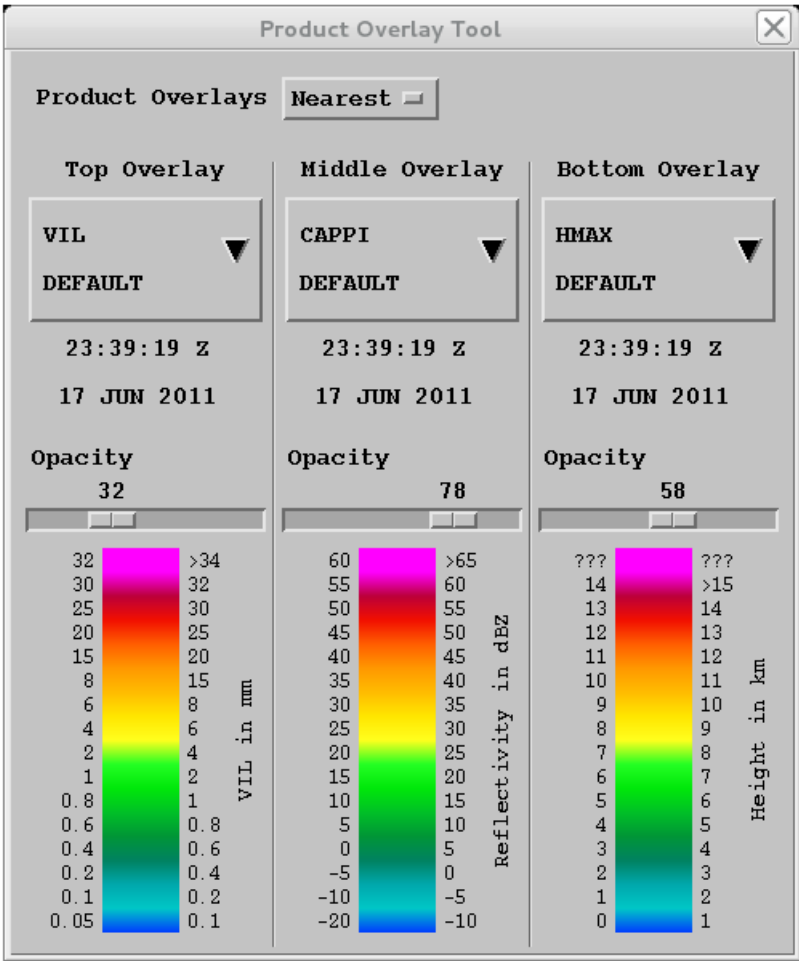 Product Overlay Tool
Product Overlays Nearest
Top Overlay
VIL
DEFAULT
23:39:19 Z
17 JUN 2011
Opacity
32
32 >34
30 32
25 30
20 25
15 20
8 15
6 8
4 6
2 4
1 2
0.8 1
0.6 0.8
0.4 0.6
0.2 0.4
0.1 0.2
0.05 0.1
VIL in mm
Middle Overlay
CAPPI
DEFAULT
23:39:19 Z
17 JUN 2011
Opacity
78
60 >65
55 60
50 55
45 50
40 45
35 40
30 35
25 30
20 25
15 20
10 15
5 10
0 5
-5 0
-10 -5
-20 -10
Reflectivity in dBZ
Bottom Overlay
HMAX
DEFAULT
23:39:19 Z
17 JUN 2011
Opacity
58
??? ???
14 >15
13 14
12 13
11 12
10 11
9 10
8 9
7 8
6 7
5 6
4 5
3 4
2 3
1 2
0 1
Height in km